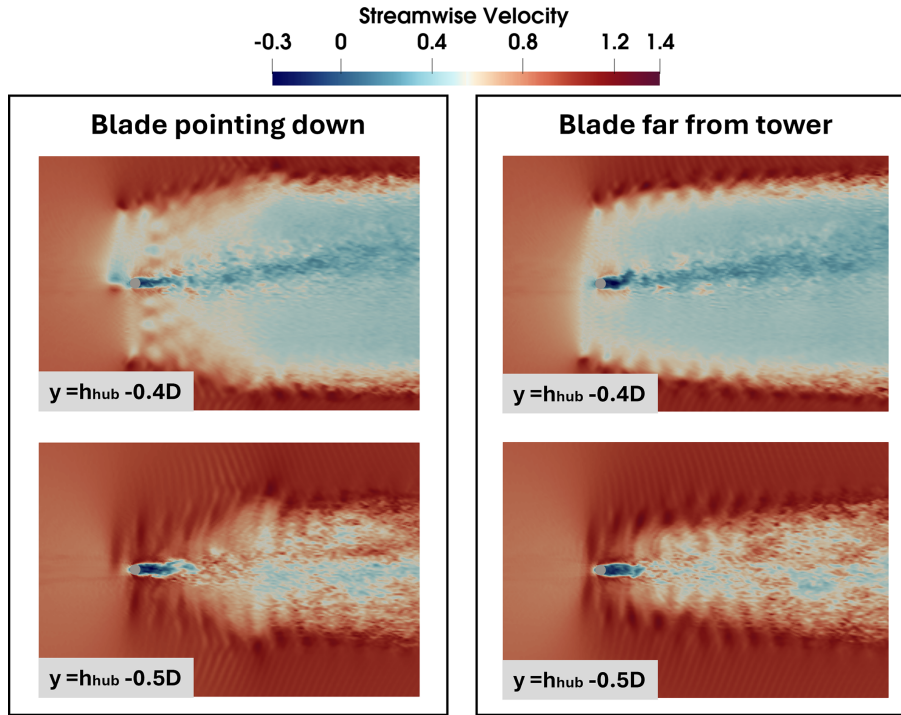 Streamwise Velocity
-0.3 0 0.4 0.8 1.2 1.4
Blade pointing down
y =hhub -0.4D
y =hhub -0.5D
Blade far from tower
y =hhub -0.4D
y =hhub -0.5D